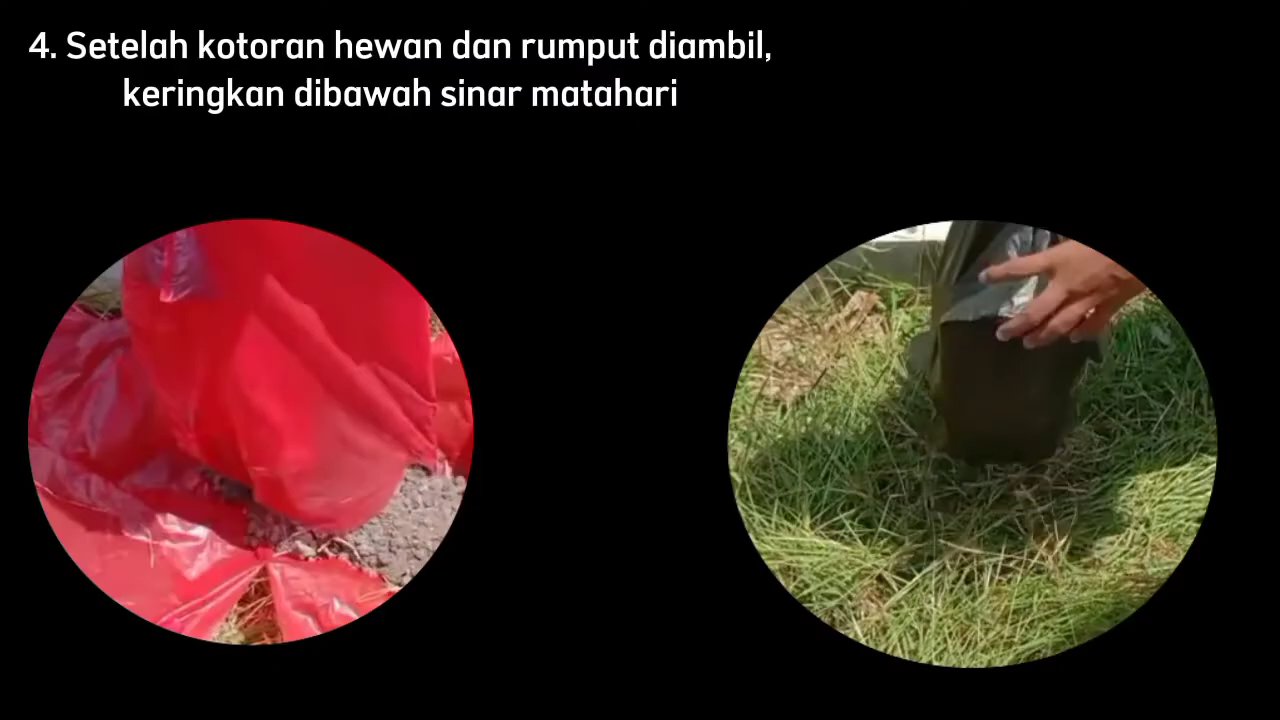 4. Setelah kotoran hewan dan rumput diambil,
keringkan dibawah sinar matahari